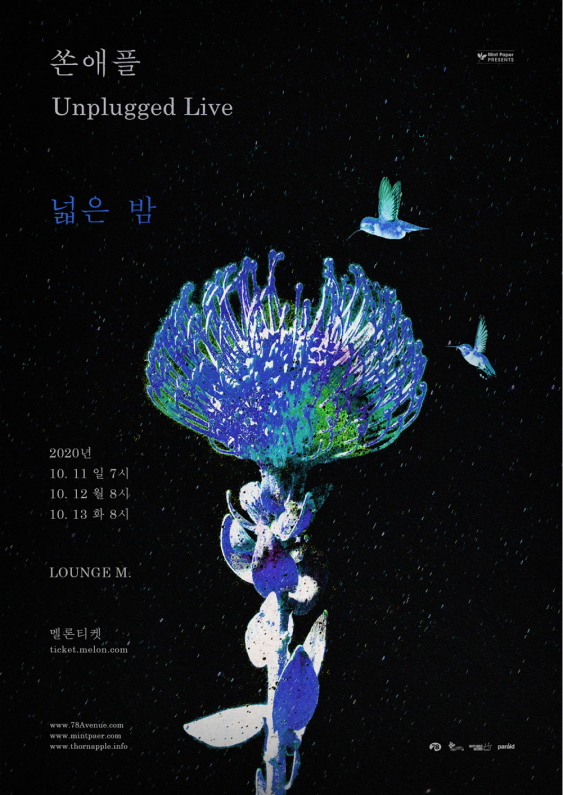 쏜애플
Mint Paper
PRESENTS
Unplugged Live
넓은 밤
2020년
10. 11 일 7시
10. 12 월 8시
10. 13 화 8시
LOUNGE M.
멜론티켓
ticket.melon.com
www.78Avenue.com
www.mintpaer.com
www.thornapple.info